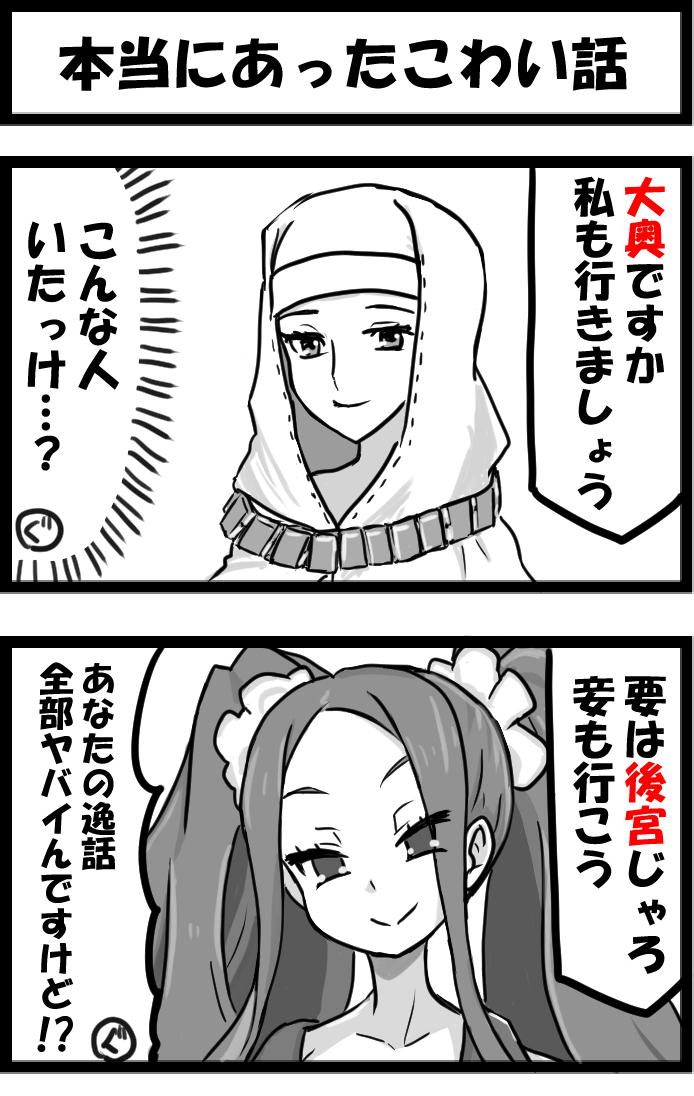 本当にあったこわい話
大奥ですか
私も行きましょう
こんな人
いたっけ…?
ぐ
要は後宮じゃろ
妾も行こう
あなたの逸話
全部ヤバイんですけど!?
ぐ